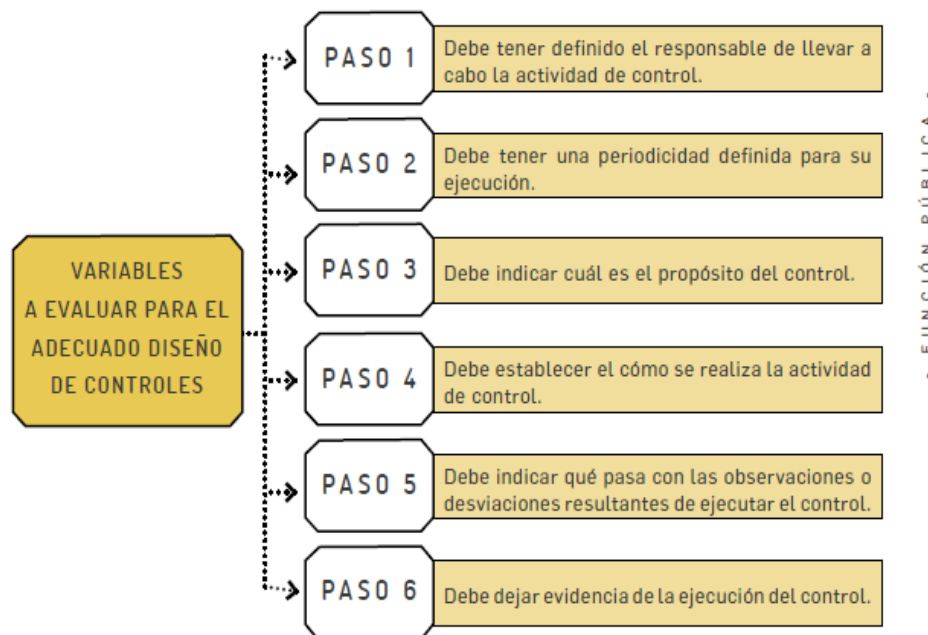 PASO 1
Debe tener definido el responsable de llevar a
cabo la actividad de control.
PASO 2
Debe tener una periodicidad definida para su
ejecución.
VARIABLES
A EVALUAR PARA EL
ADECUADO DISEÑO
DE CONTROLES
PASO 3
Debe indicar cuál es el propósito del control.
PASO 4
Debe establecer el cómo se realiza la actividad
de control.
PASO 5
Debe indicar qué pasa con las observaciones o
desviaciones resultantes de ejecutar el control.
PASO 6
Debe dejar evidencia de la ejecución del control.
• FUNCIÓN PÚBLICA •